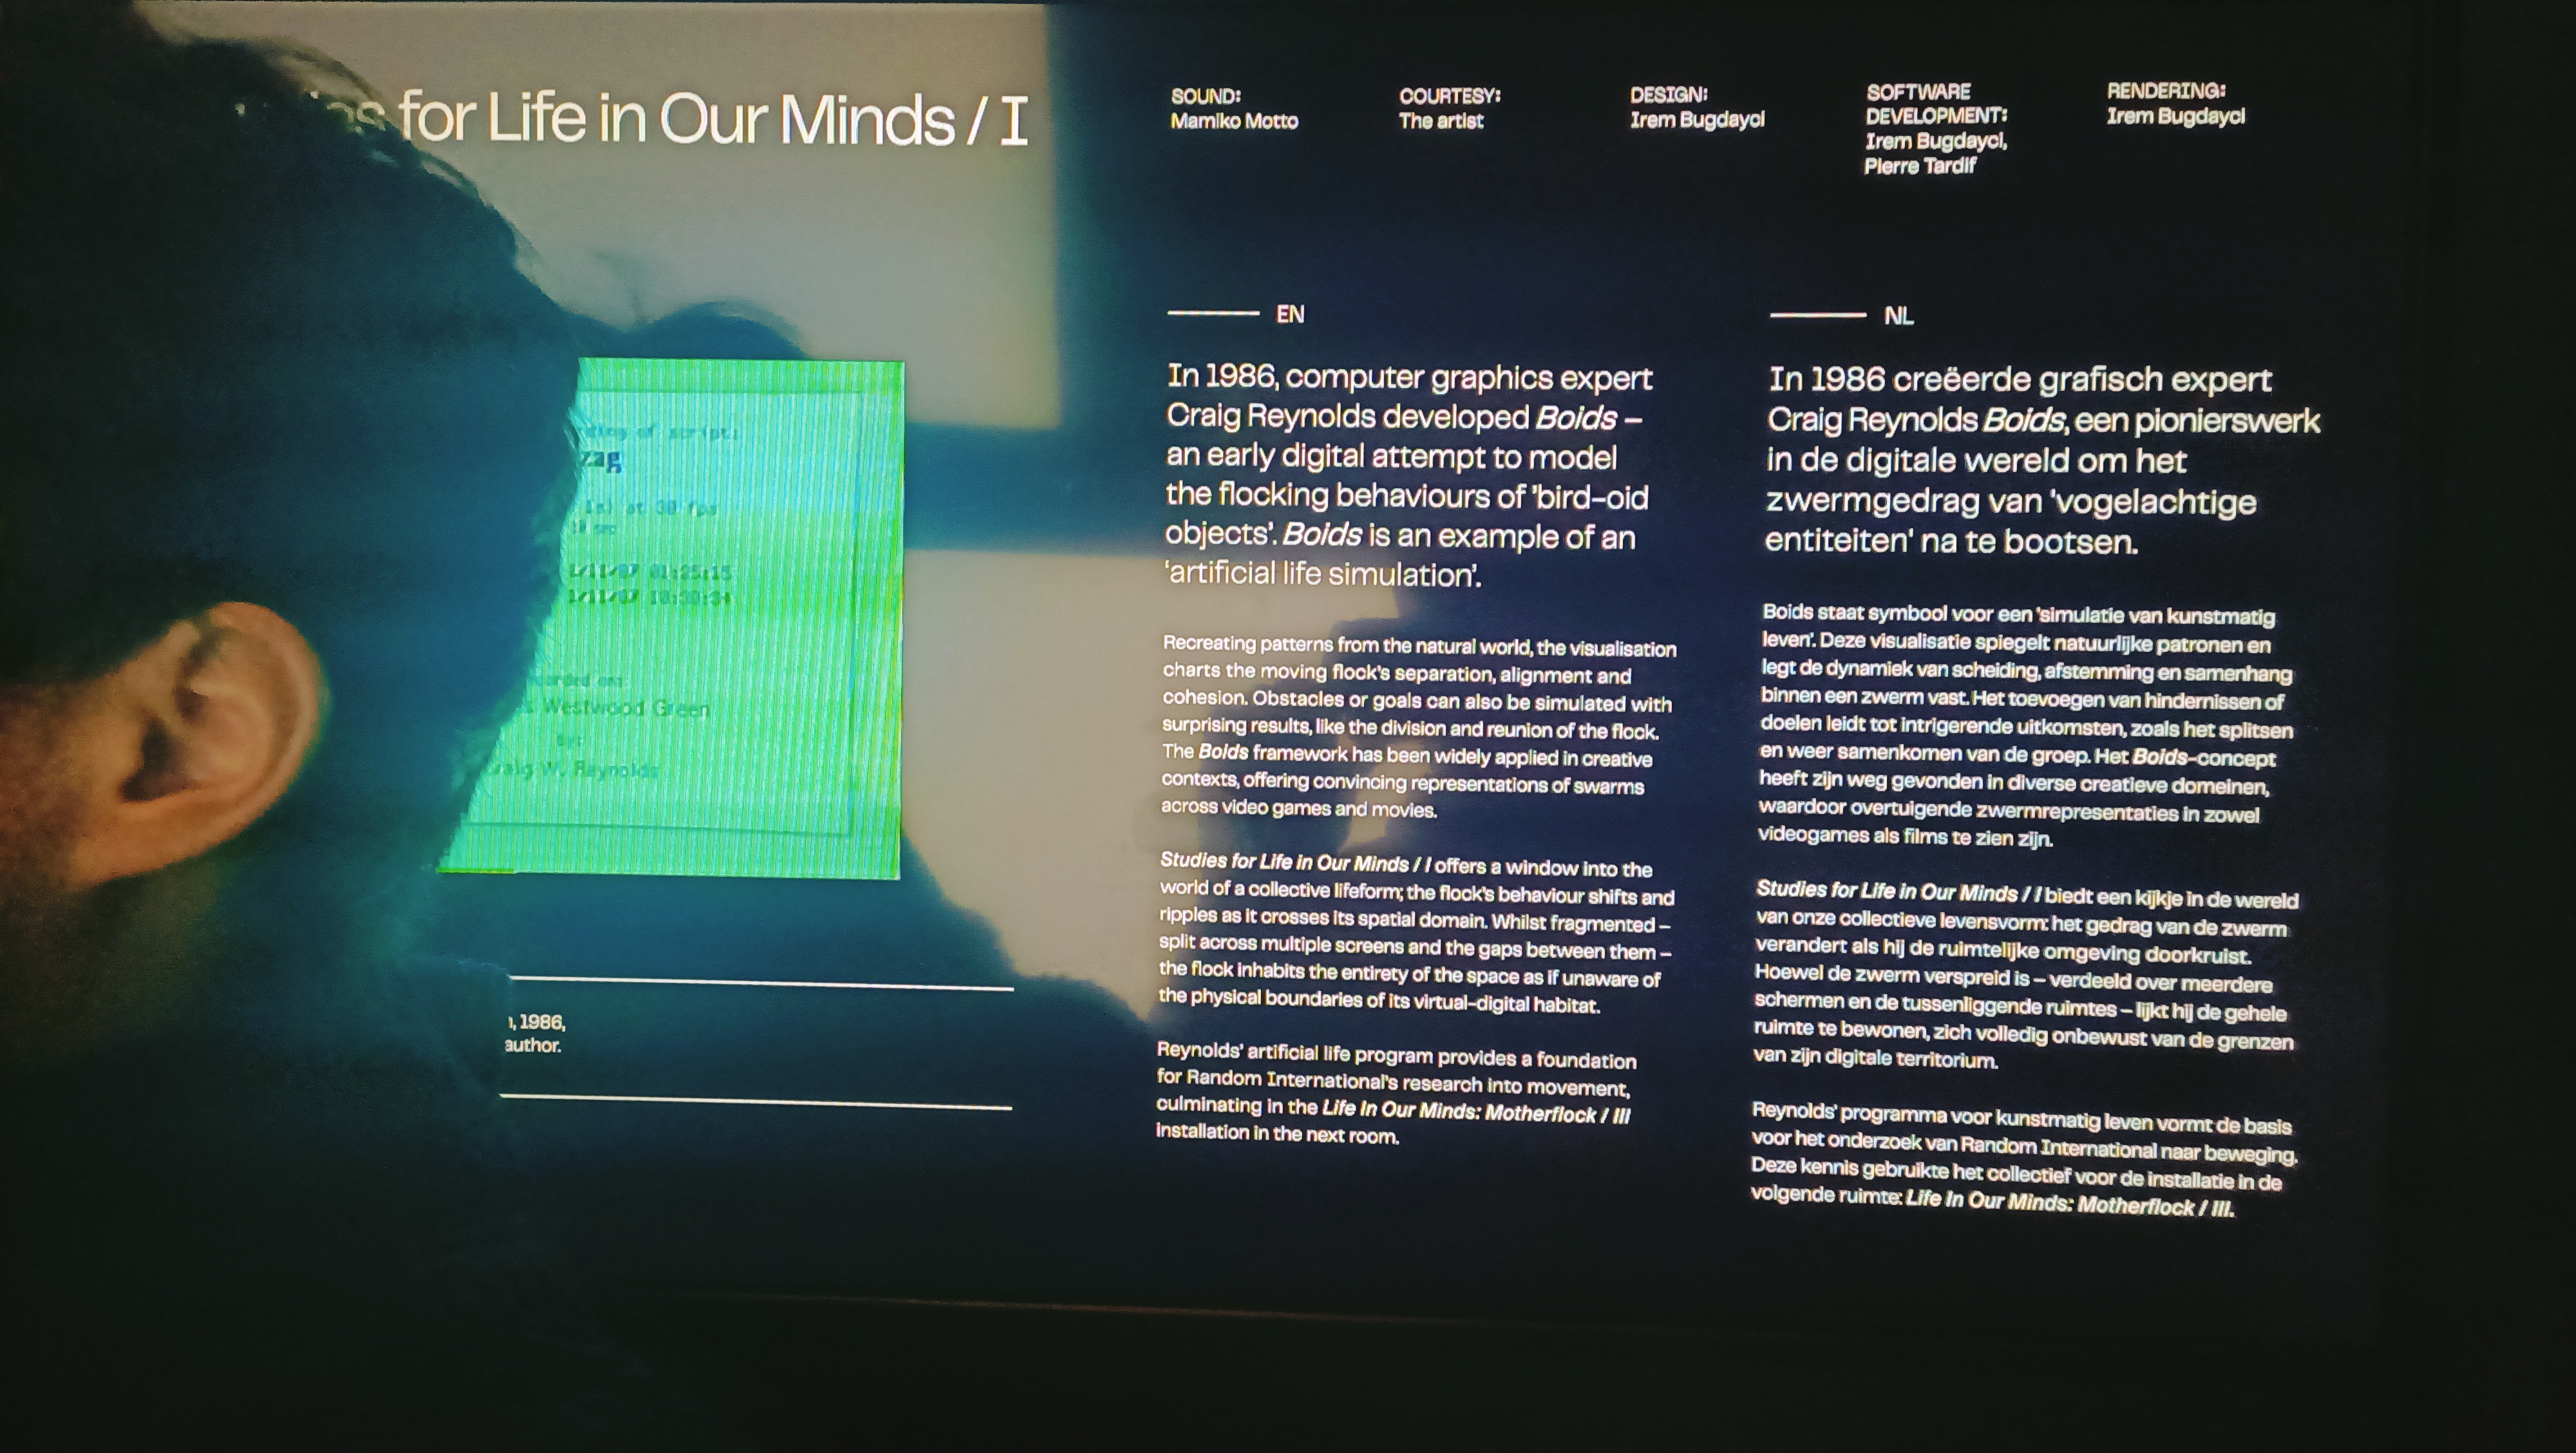 for Life in Our Minds / I
SOUND:
Mamiko Motto
COURTESY:
The artist
DESIGN:
Irem Bugdayci
SOFTWARE
DEVELOPMENT:
Irem Bugdayci,
Pierre Tardif
RENDERING:
Irem Bugdayci
of script:
at 30 fps
10 sec
1/11/87 01:25:15
1/11/87 10:30:34
Westwood Green
by:
W. Reynolds
, 1986,
author.
EN
In 1986, computer graphics expert
Craig Reynolds developed Boids –
an early digital attempt to model
the flocking behaviours of 'bird-oid
objects'. Boids is an example of an
'artificial life simulation'.
Recreating patterns from the natural world, the visualisation
charts the moving flock's separation, alignment and
cohesion. Obstacles or goals can also be simulated with
surprising results, like the division and reunion of the flock.
The Boids framework has been widely applied in creative
contexts, offering convincing representations of swarms
across video games and movies.
Studies for Life in Our Minds / I offers a window into the
world of a collective lifeform; the flock's behaviour shifts and
ripples as it crosses its spatial domain. Whilst fragmented –
split across multiple screens and the gaps between them –
the flock inhabits the entirety of the space as if unaware of
the physical boundaries of its virtual-digital habitat.
Reynolds' artificial life program provides a foundation
for Random International's research into movement,
culminating in the Life In Our Minds: Motherflock / III
installation in the next room.
NL
In 1986 creëerde grafisch expert
Craig Reynolds Boids, een pionierswerk
in de digitale wereld om het
zwermgedrag van 'vogelachtige
entiteiten' na te bootsen.
Boids staat symbool voor een 'simulatie van kunstmatig
leven'. Deze visualisatie spiegelt natuurlijke patronen en
legt de dynamiek van scheiding, afstemming en samenhang
binnen een zwerm vast. Het toevoegen van hindernissen of
doelen leidt tot intrigerende uitkomsten, zoals het splitsen
en weer samenkomen van de groep. Het Boids-concept
heeft zijn weg gevonden in diverse creatieve domeinen,
waardoor overtuigende zwermrepresentaties in zowel
videogames als films te zien zijn.
Studies for Life in Our Minds / I biedt een kijkje in de wereld
van onze collectieve levensvorm: het gedrag van de zwerm
verandert als hij de ruimtelijke omgeving doorkruist.
Hoewel de zwerm verspreid is – verdeeld over meerdere
schermen en de tussenliggende ruimtes – lijkt hij de gehele
ruimte te bewonen, zich volledig onbewust van de grenzen
van zijn digitale territorium.
Reynolds' programma voor kunstmatig leven vormt de basis
voor het onderzoek van Random International naar beweging.
Deze kennis gebruikte het collectief voor de installatie in de
volgende ruimte: Life In Our Minds: Motherflock / III.